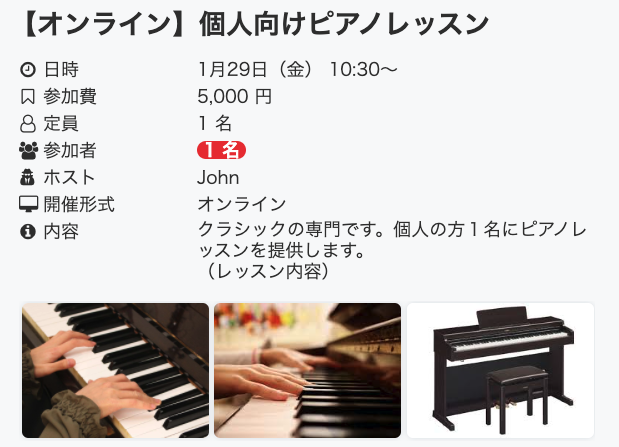 【オンライン】個人向けピアノレッスン
日時 1月29日（金） 10:30〜
参加費 5,000 円
定員 1 名
参加者 1 名
ホスト John
開催形式 オンライン
内容 クラシックの専門です。個人の方１名にピアノレ
ッスンを提供します。
（レッスン内容）